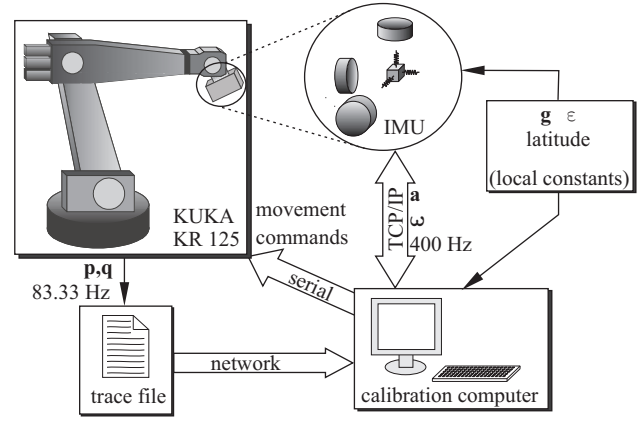 IMU
g ε
latitude
(local constants)
KUKA
KR 125
movement
commands
TCP/IP
a
ω
400 Hz
p,q
83.33 Hz
serial
trace file
network
calibration computer